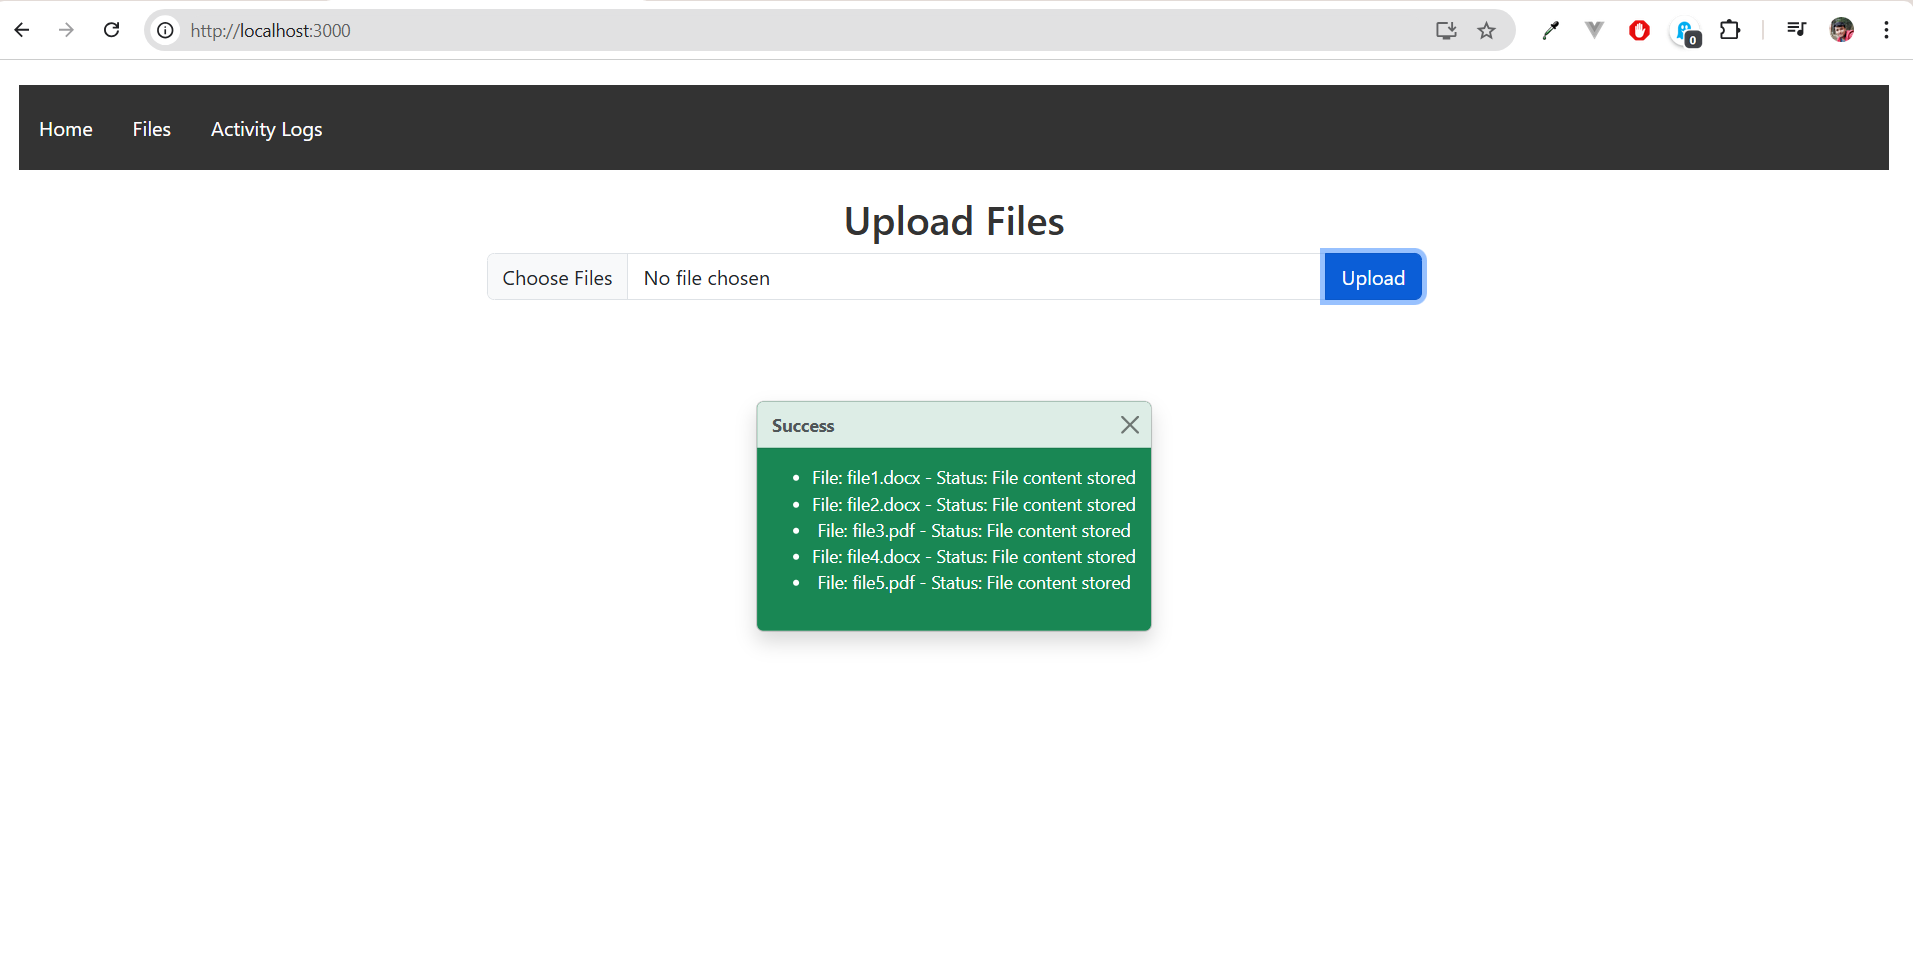 http://localhost:3000
0
Home Files Activity Logs
Upload Files
Choose Files No file chosen Upload
Success
• File: file1.docx - Status: File content stored
• File: file2.docx - Status: File content stored
• File: file3.pdf - Status: File content stored
• File: file4.docx - Status: File content stored
• File: file5.pdf - Status: File content stored